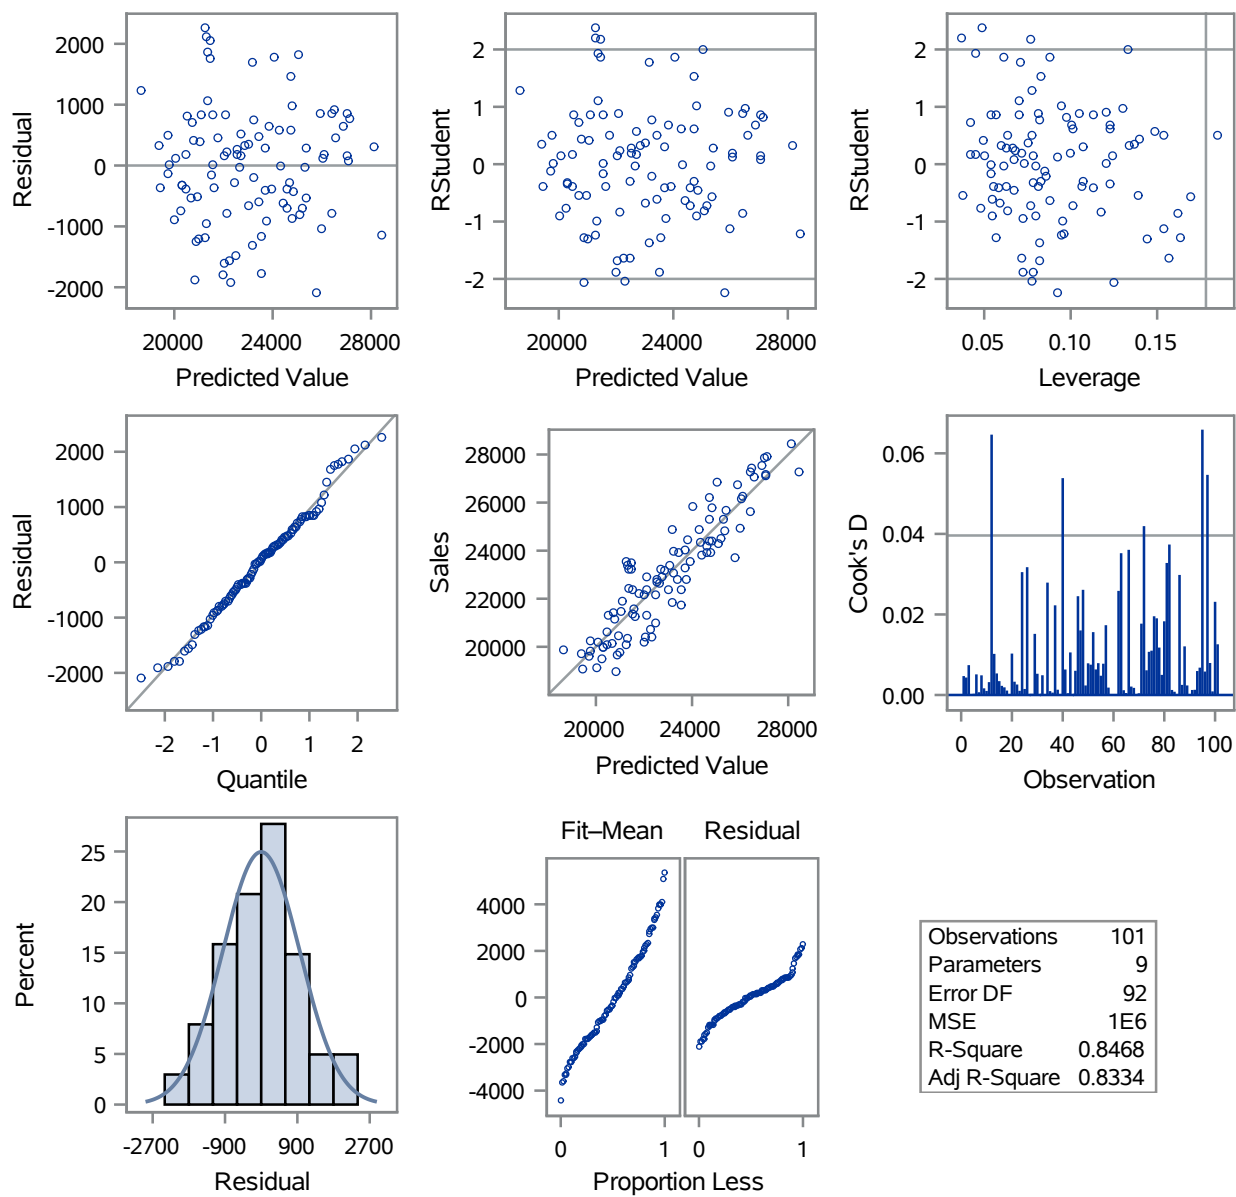 Residual
2000
1000
0
-1000
-2000
20000 24000 28000
Predicted Value
RStudent
2
1
0
-1
-2
20000 24000 28000
Predicted Value
RStudent
2
1
0
-1
-2
0.05 0.10 0.15
Leverage
Residual
2000
1000
0
-1000
-2000
-2 -1 0 1 2
Quantile
Sales
28000
26000
24000
22000
20000
20000 24000 28000
Predicted Value
Cook's D
0.06
0.04
0.02
0.00
0 20 40 60 80 100
Observation
Percent
25
20
15
10
5
0
-2700 -900 900 2700
Residual
Fit–Mean Residual
4000
2000
0
-2000
-4000
0 1 0 1
Proportion Less
Observations 101
Parameters 9
Error DF 92
MSE 1E6
R-Square 0.8468
Adj R-Square 0.8334